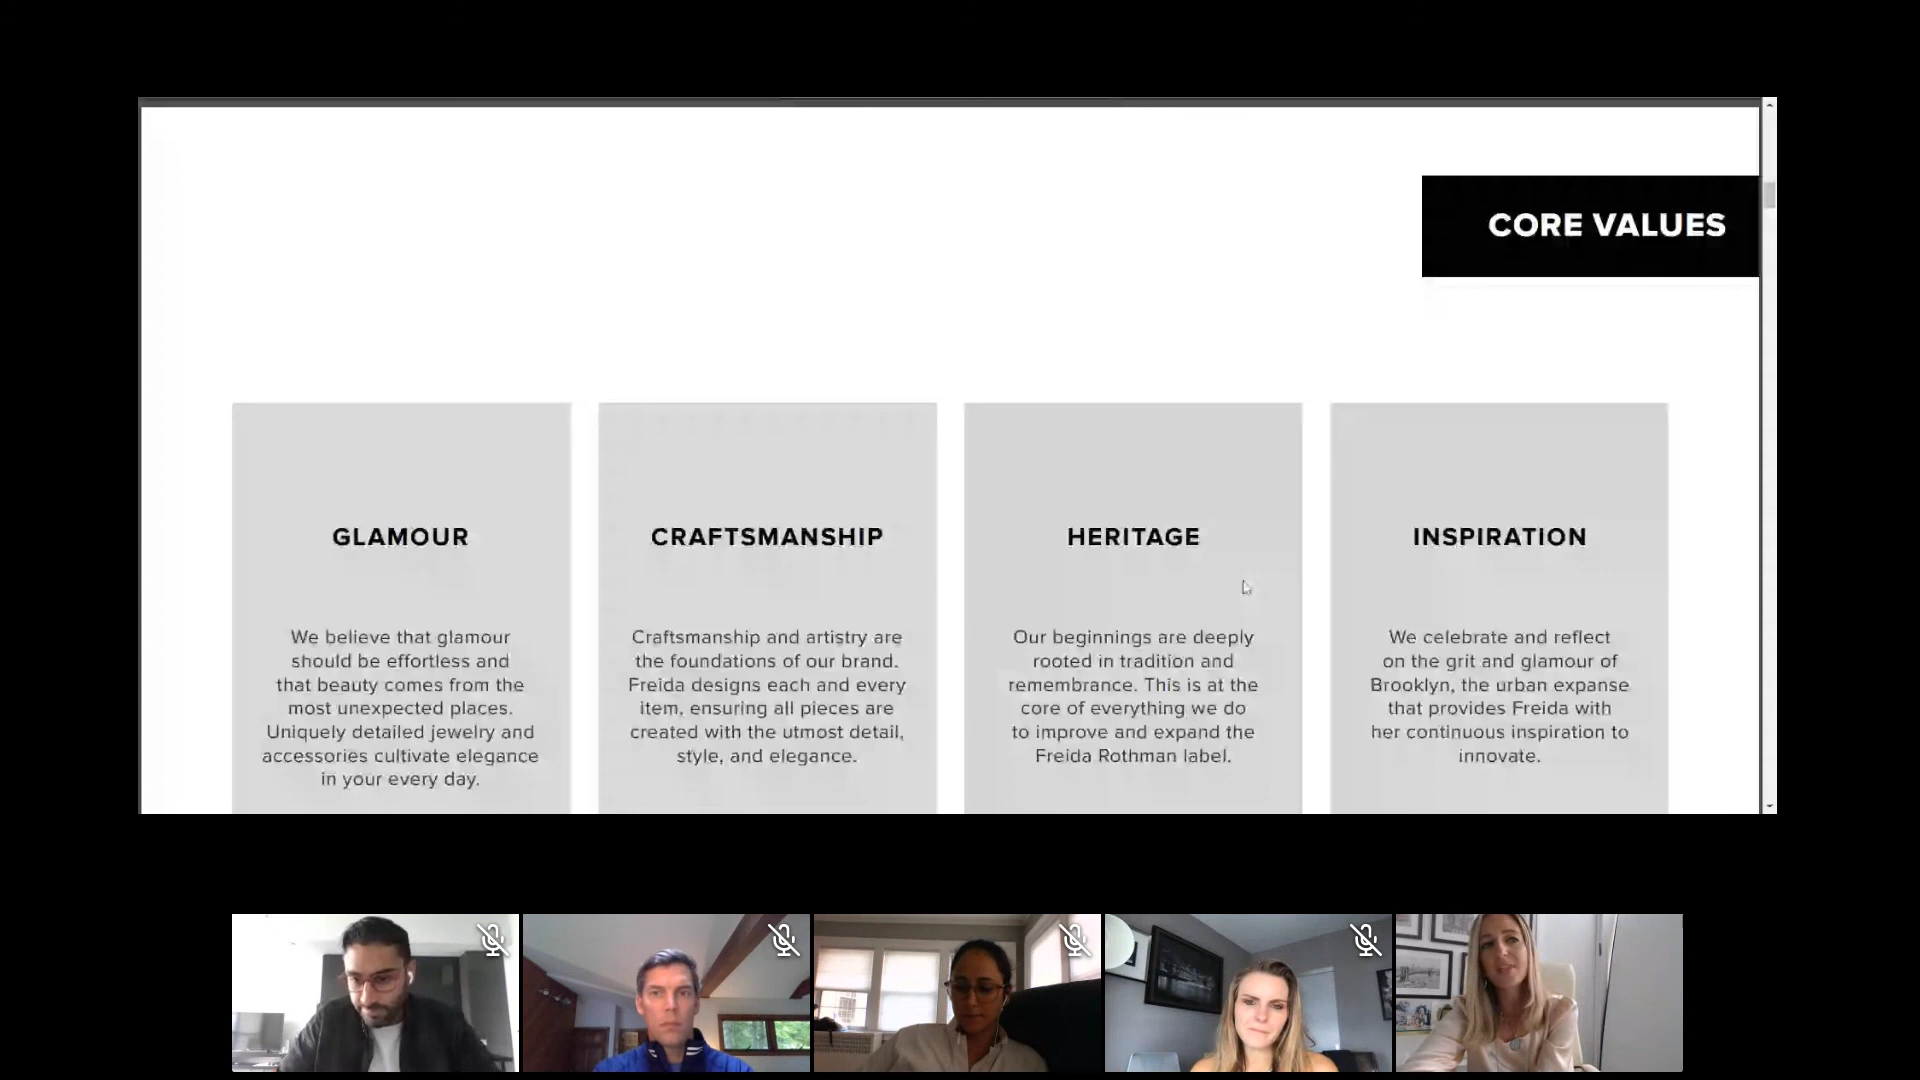 CORE VALUES
GLAMOUR
We believe that glamour
should be effortless and
that beauty comes from the
most unexpected places.
Uniquely detailed jewelry and
accessories cultivate elegance
in your every day.
CRAFTSMANSHIP
Craftsmanship and artistry are
the foundations of our brand.
Freida designs each and every
item, ensuring all pieces are
created with the utmost detail,
style, and elegance.
HERITAGE
Our beginnings are deeply
rooted in tradition and
remembrance. This is at the
core of everything we do
to improve and expand the
Freida Rothman label.
INSPIRATION
We celebrate and reflect
on the grit and glamour of
Brooklyn, the urban expanse
that provides Freida with
her continuous inspiration to
innovate.